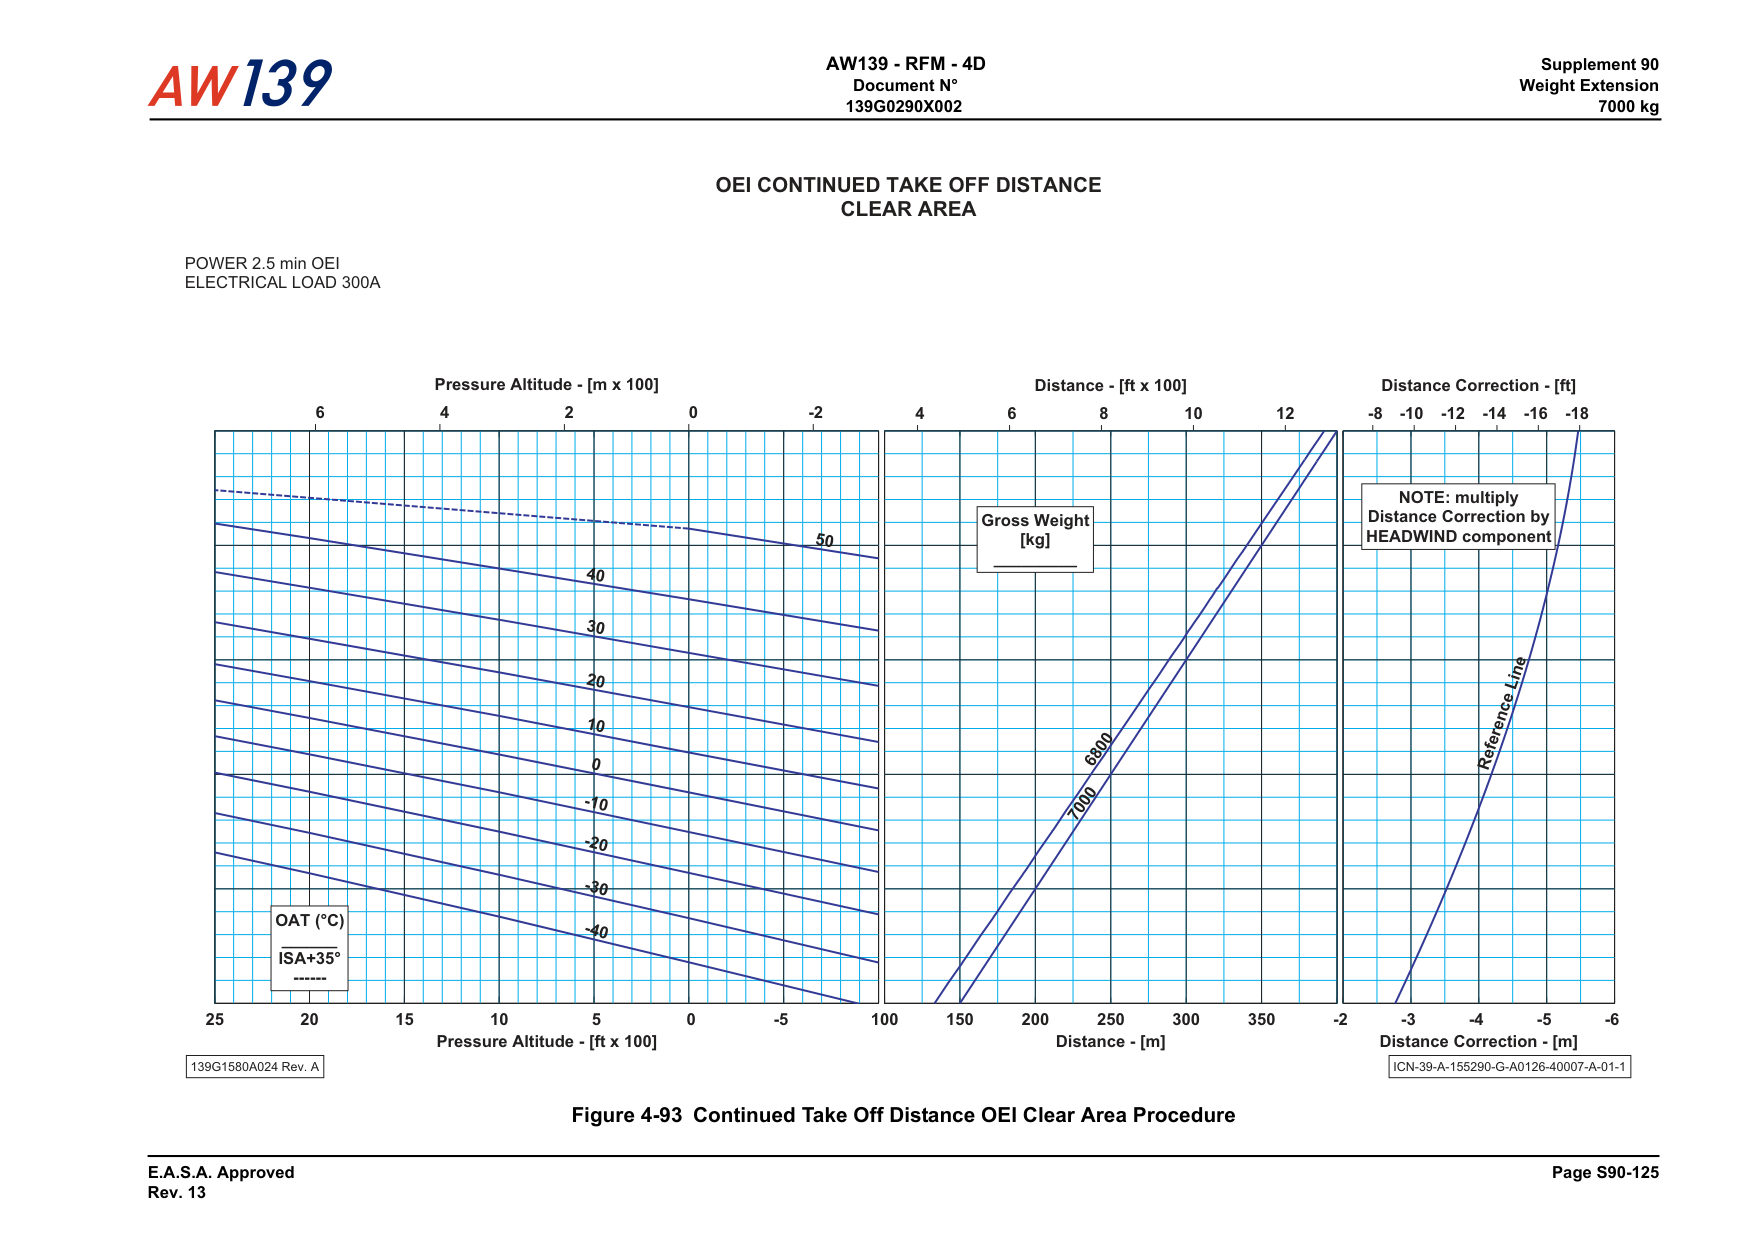 AW139
AW139 - RFM - 4D
Document N°
139G0290X002
Supplement 90
Weight Extension
7000 kg
OEI CONTINUED TAKE OFF DISTANCE
CLEAR AREA
POWER 2.5 min OEI
ELECTRICAL LOAD 300A
Pressure Altitude - [m x 100]
6 4 2 0 -2
Distance - [ft x 100]
4 6 8 10 12
Distance Correction - [ft]
-8 -10 -12 -14 -16 -18
50
40
30
20
10
0
-10
-20
-30
-40
OAT (°C)
ISA+35°
------
Gross Weight
[kg]
6800
7000
NOTE: multiply
Distance Correction by
HEADWIND component
Reference Line
25 20 15 10 5 0 -5
Pressure Altitude - [ft x 100]
100 150 200 250 300 350
Distance - [m]
-2 -3 -4 -5 -6
Distance Correction - [m]
139G1580A024 Rev. A
ICN-39-A-155290-G-A0126-40007-A-01-1
Figure 4-93 Continued Take Off Distance OEI Clear Area Procedure
E.A.S.A. Approved
Rev. 13
Page S90-125